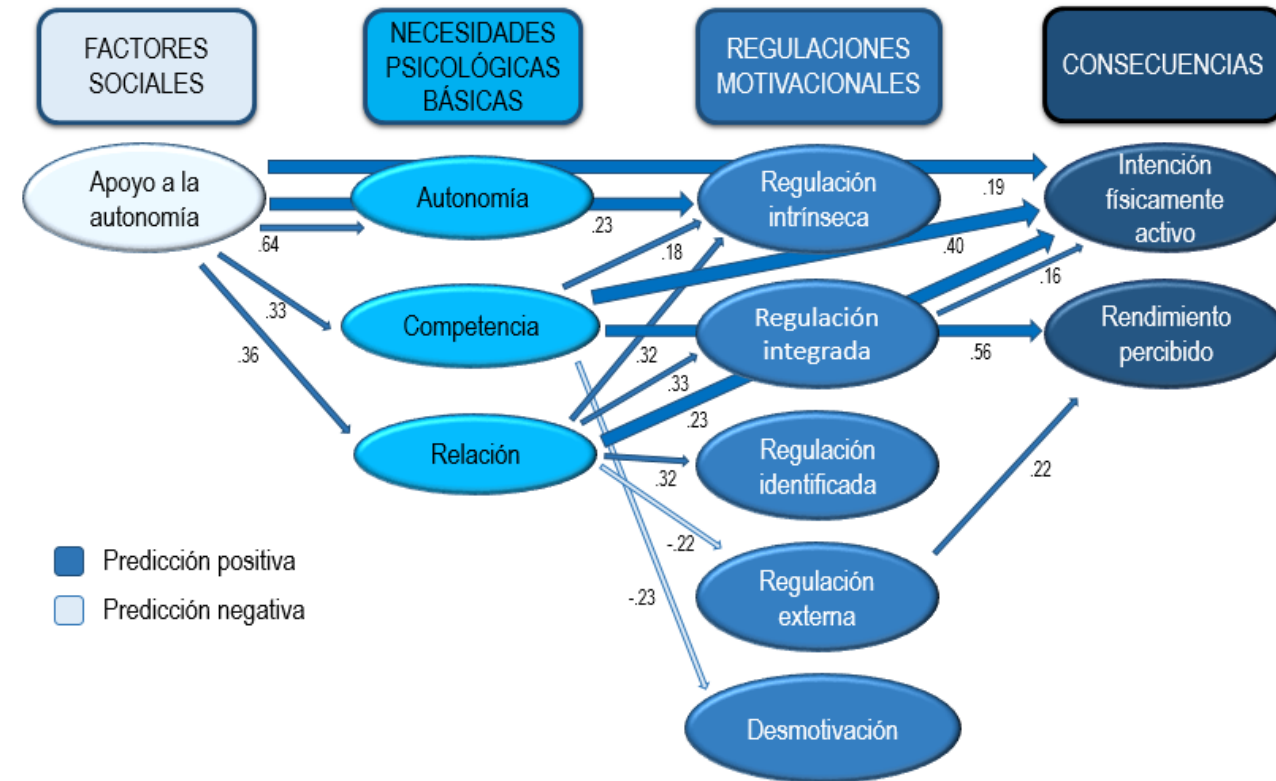 FACTORES
SOCIALES
NECESIDADES
PSICOLÓGICAS
BÁSICAS
REGULACIONES
MOTIVACIONALES
CONSECUENCIAS
Apoyo a la
autonomía
Autonomía
Regulación
intrínseca
Intención
físicamente
activo
.19
.64
.23
.18
.40
.16
.33
Competencia
Regulación
integrada
Rendimiento
percibido
.36
.32
.56
.33
.23
Relación
Regulación
identificada
.32
.22
-.22
Predicción positiva
-.23
Regulación
externa
Predicción negativa
Desmotivación